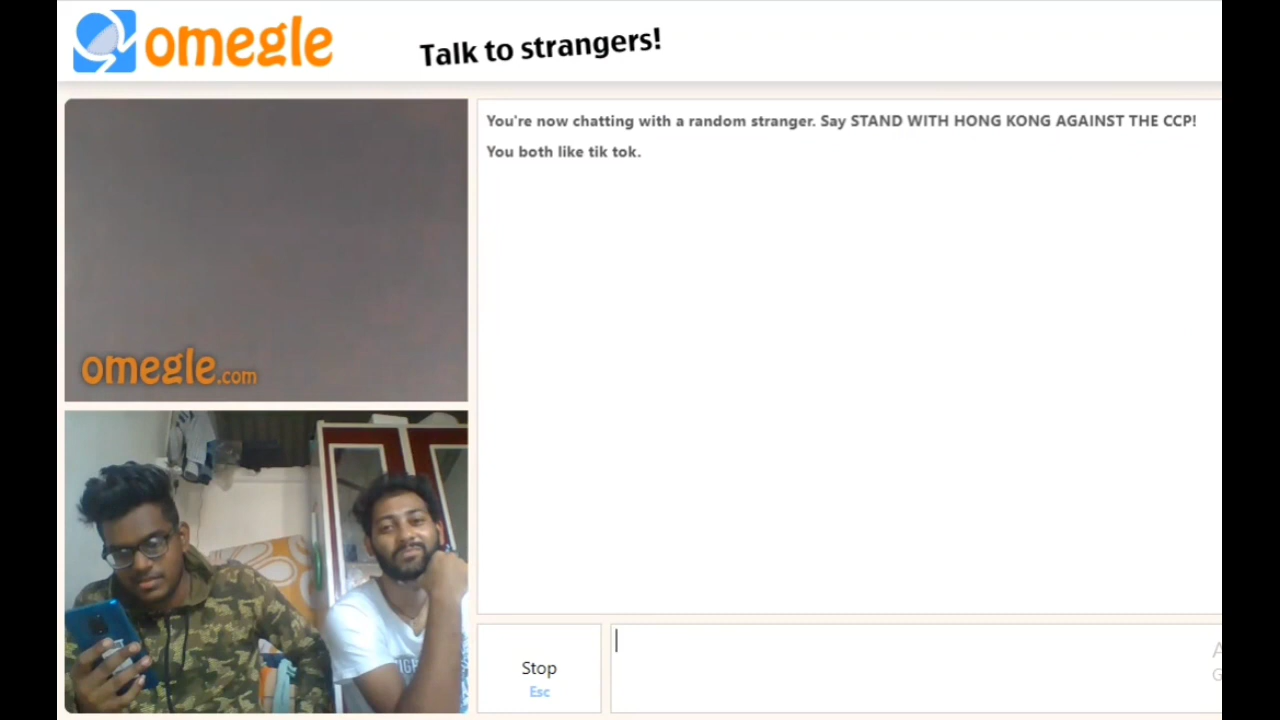 omegle
Talk to strangers!
You're now chatting with a random stranger. Say STAND WITH HONG KONG AGAINST THE CCP!
You both like tik tok.
omegle.com
Stop
Esc